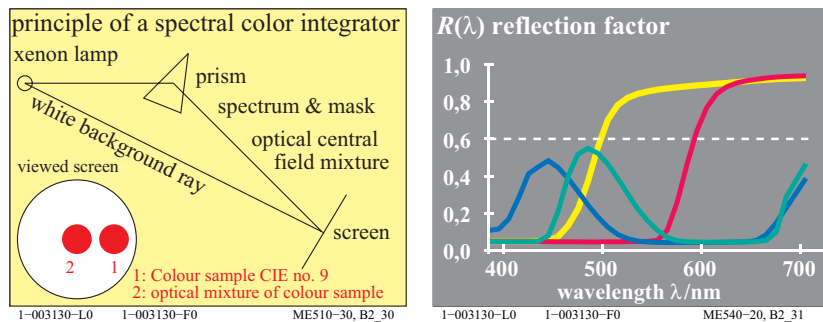 principle of a spectral color integrator
xenon lamp
prism
spectrum & mask
white background ray
optical central
field mixture
viewed screen
screen
2 1
1: Colour sample CIE no. 9
2: optical mixture of colour sample
1−003130−L0 1−003130−F0 ME510−30, B2_30
R(λ) reflection factor
1,0
0,8
0,6
0,4
0,2
0,0
400 500 600 700
wavelength λ/nm
1−003130−L0 1−003130−F0 ME540−20, B2_31